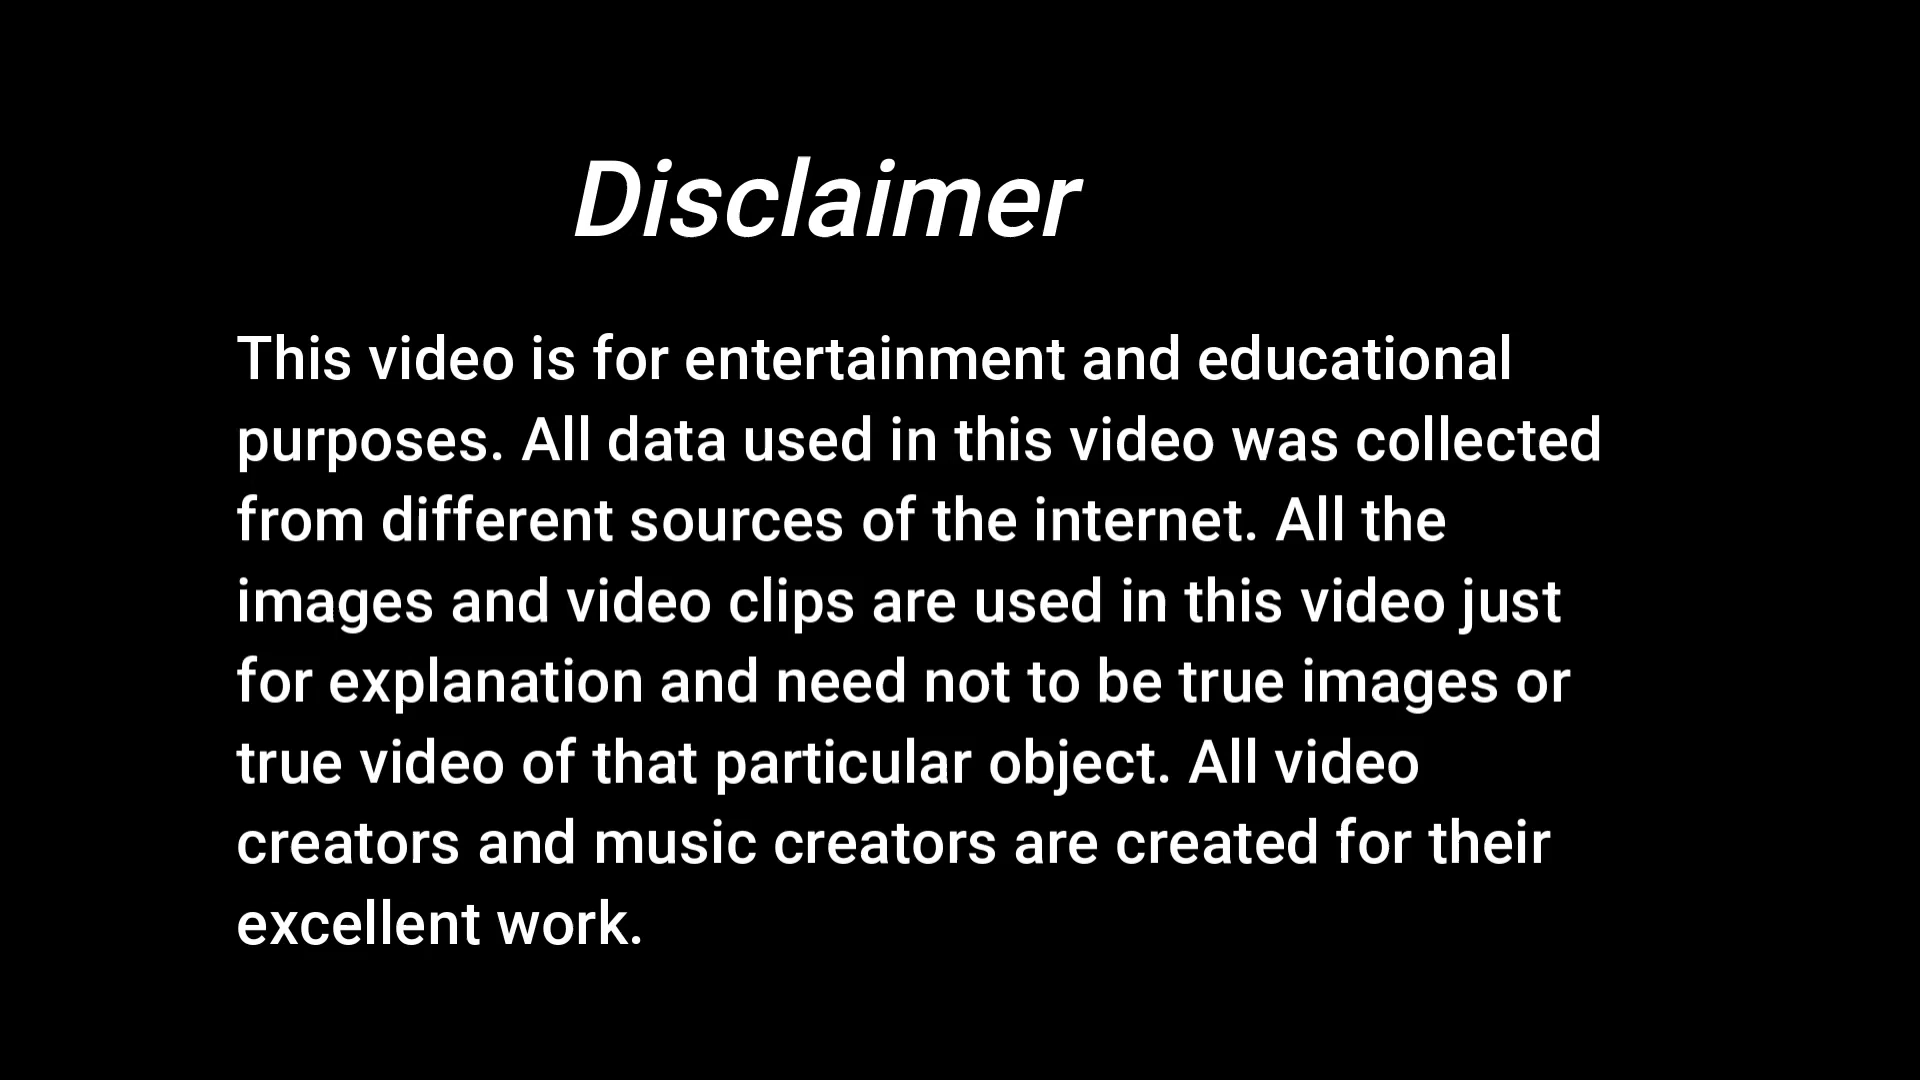 Disclaimer
This video is for entertainment and educational
purposes. All data used in this video was collected
from different sources of the internet. All the
images and video clips are used in this video just
for explanation and need not to be true images or
true video of that particular object. All video
creators and music creators are created for their
excellent work.